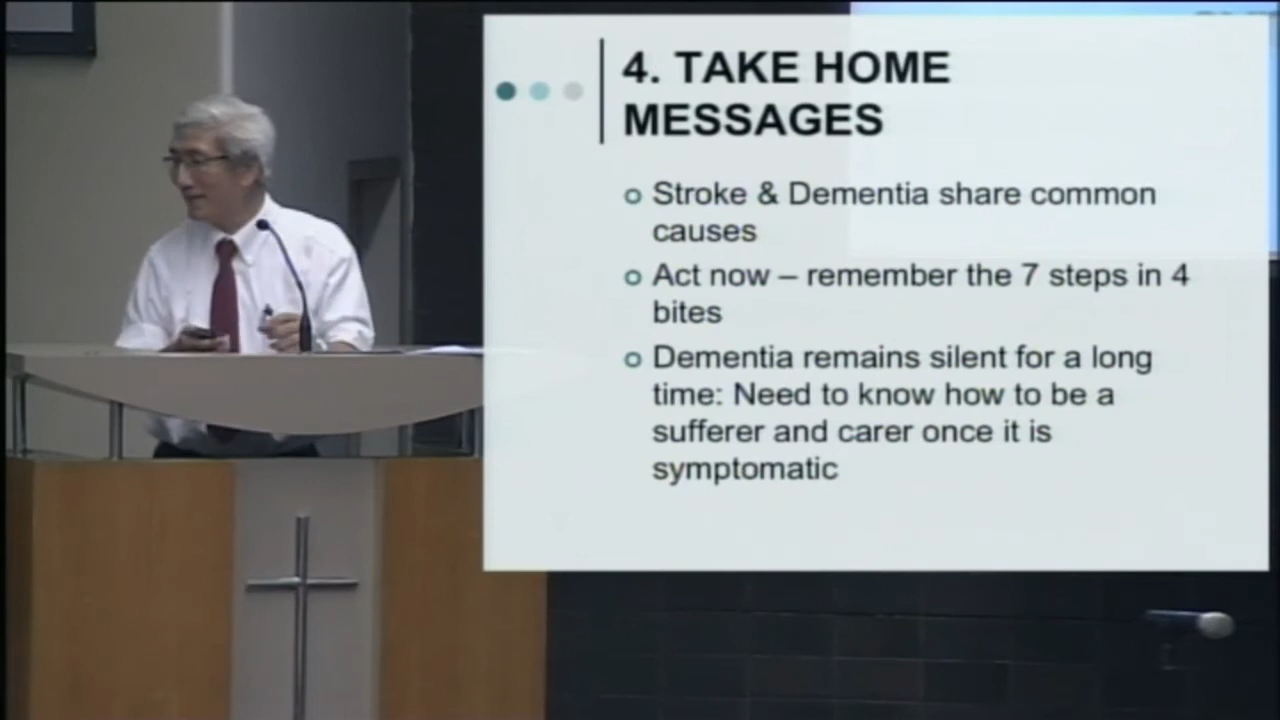 4. TAKE HOME
MESSAGES
Stroke & Dementia share common
causes
Act now – remember the 7 steps in 4
bites
Dementia remains silent for a long
time: Need to know how to be a
sufferer and carer once it is
symptomatic